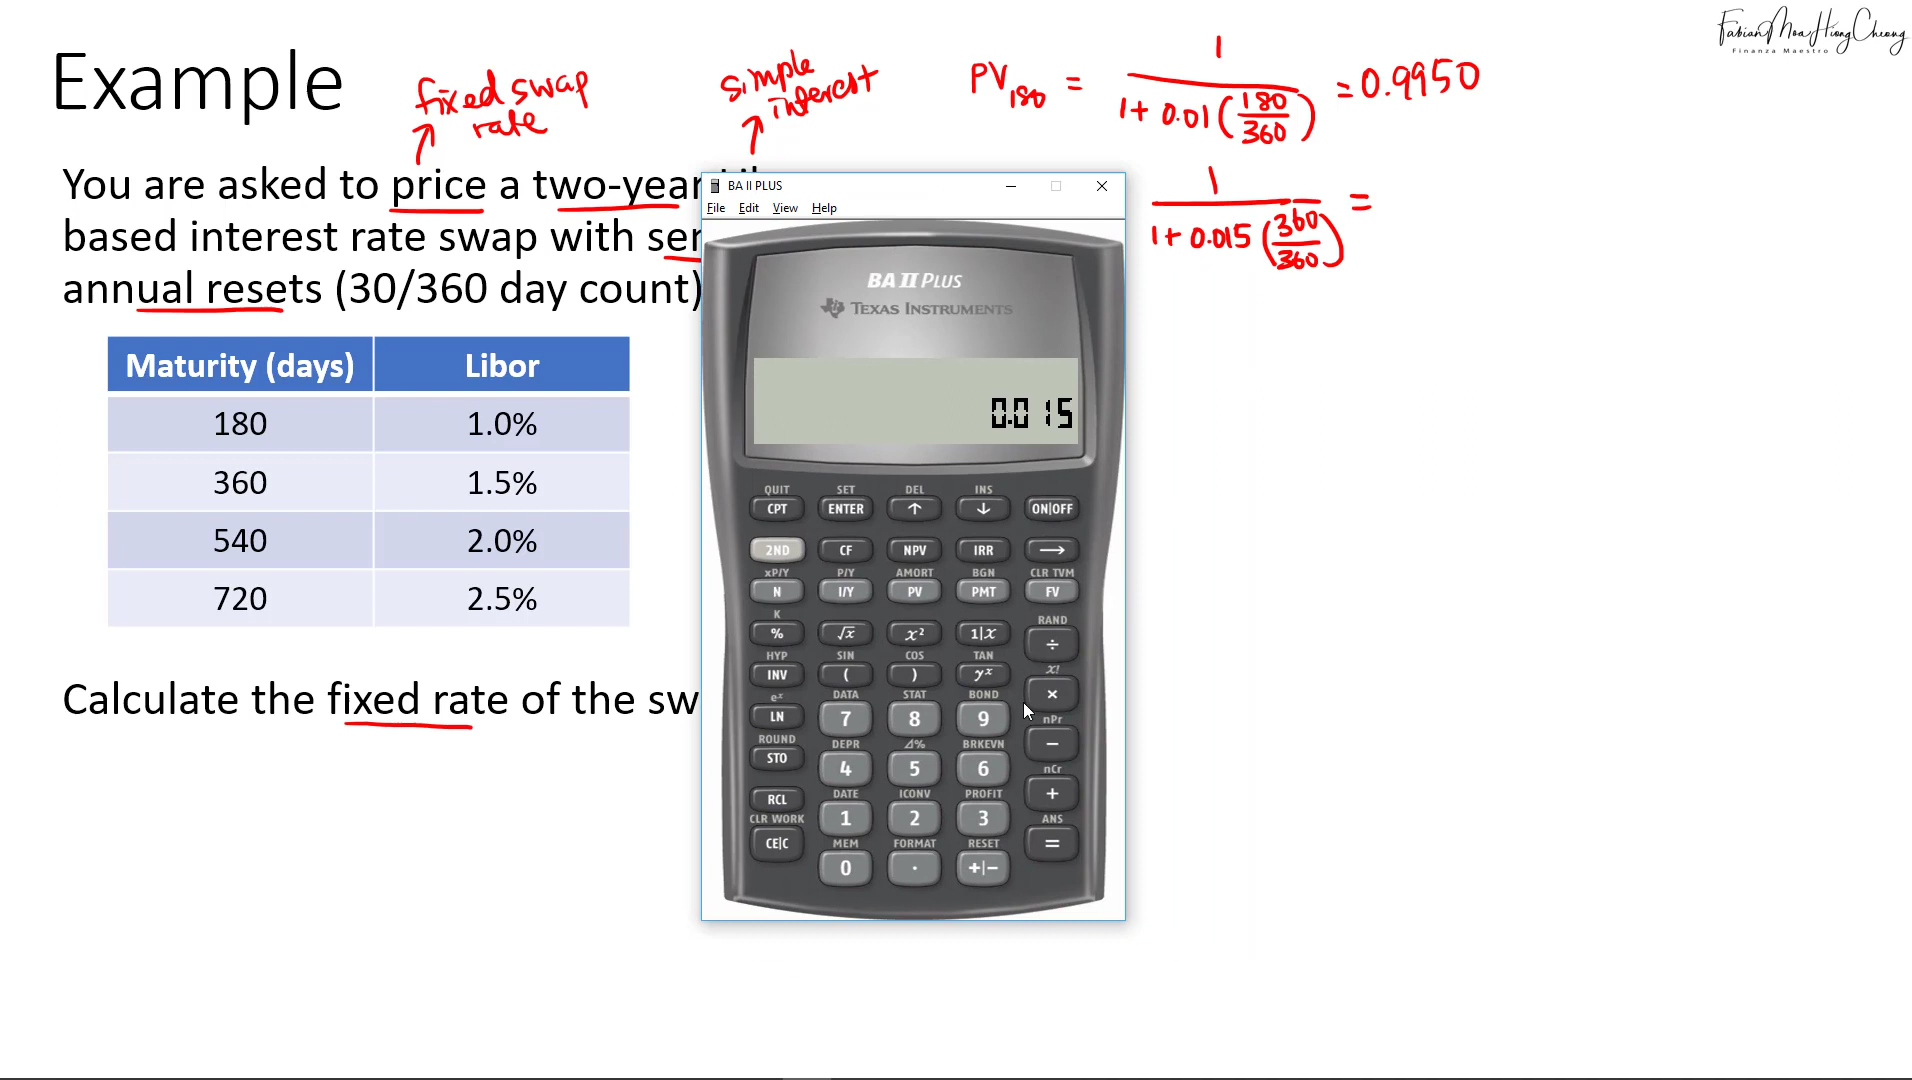 Fabian Moa Hiong Cheong
Finanza Maestro
Example
fixed swap
rate
simple
interest
PV180 = 1 / 1 + 0.01 (180/360) = 0.9950
1 / 1 + 0.015 (360/360) =
You are asked to price a two-year
based interest rate swap with
annual resets (30/360 day count)
Maturity (days) Libor
180 1.0%
360 1.5%
540 2.0%
720 2.5%
Calculate the fixed rate of the sw
BA II PLUS
File Edit View Help
BA II PLUS
TEXAS INSTRUMENTS
0.015
QUIT SET DEL INS
CPT ENTER ↑ ↓ ON|OFF
2ND CF NPV IRR →
xP/Y P/Y AMORT BGN CLR TVM
N I/Y PV PMT FV
K RAND
% √x x² 1|x ÷
HYP SIN COS TAN x!
INV ( ) yˣ ×
eˣ DATA STAT BOND nPr
LN 7 8 9 −
ROUND DEPR Δ% BRKEVN nCr
STO 4 5 6 +
DATE ICONV PROFIT ANS
RCL 1 2 3 =
CLR WORK MEM FORMAT RESET
CE|C 0 . +|−